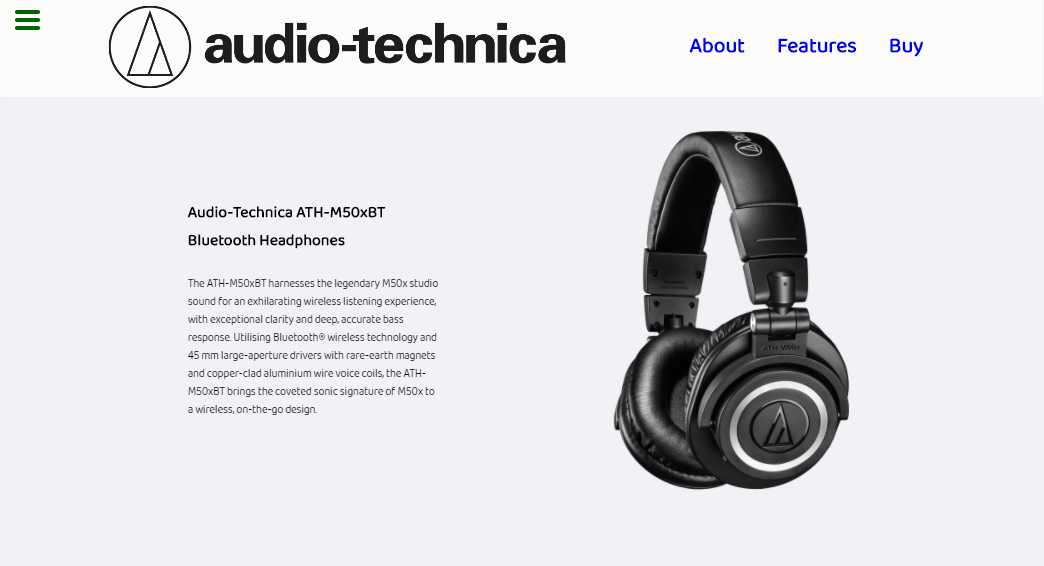 audio-technica
About Features Buy
Audio-Technica ATH-M50xBT
Bluetooth Headphones
The ATH-M50xBT harnesses the legendary M50x studio
sound for an exhilarating wireless listening experience,
with exceptional clarity and deep, accurate bass
response. Utilising Bluetooth® wireless technology and
45 mm large-aperture drivers with rare-earth magnets
and copper-clad aluminium wire voice coils, the ATH-
M50xBT brings the coveted sonic signature of M50x to
a wireless, on-the-go design.
ATH-M50x